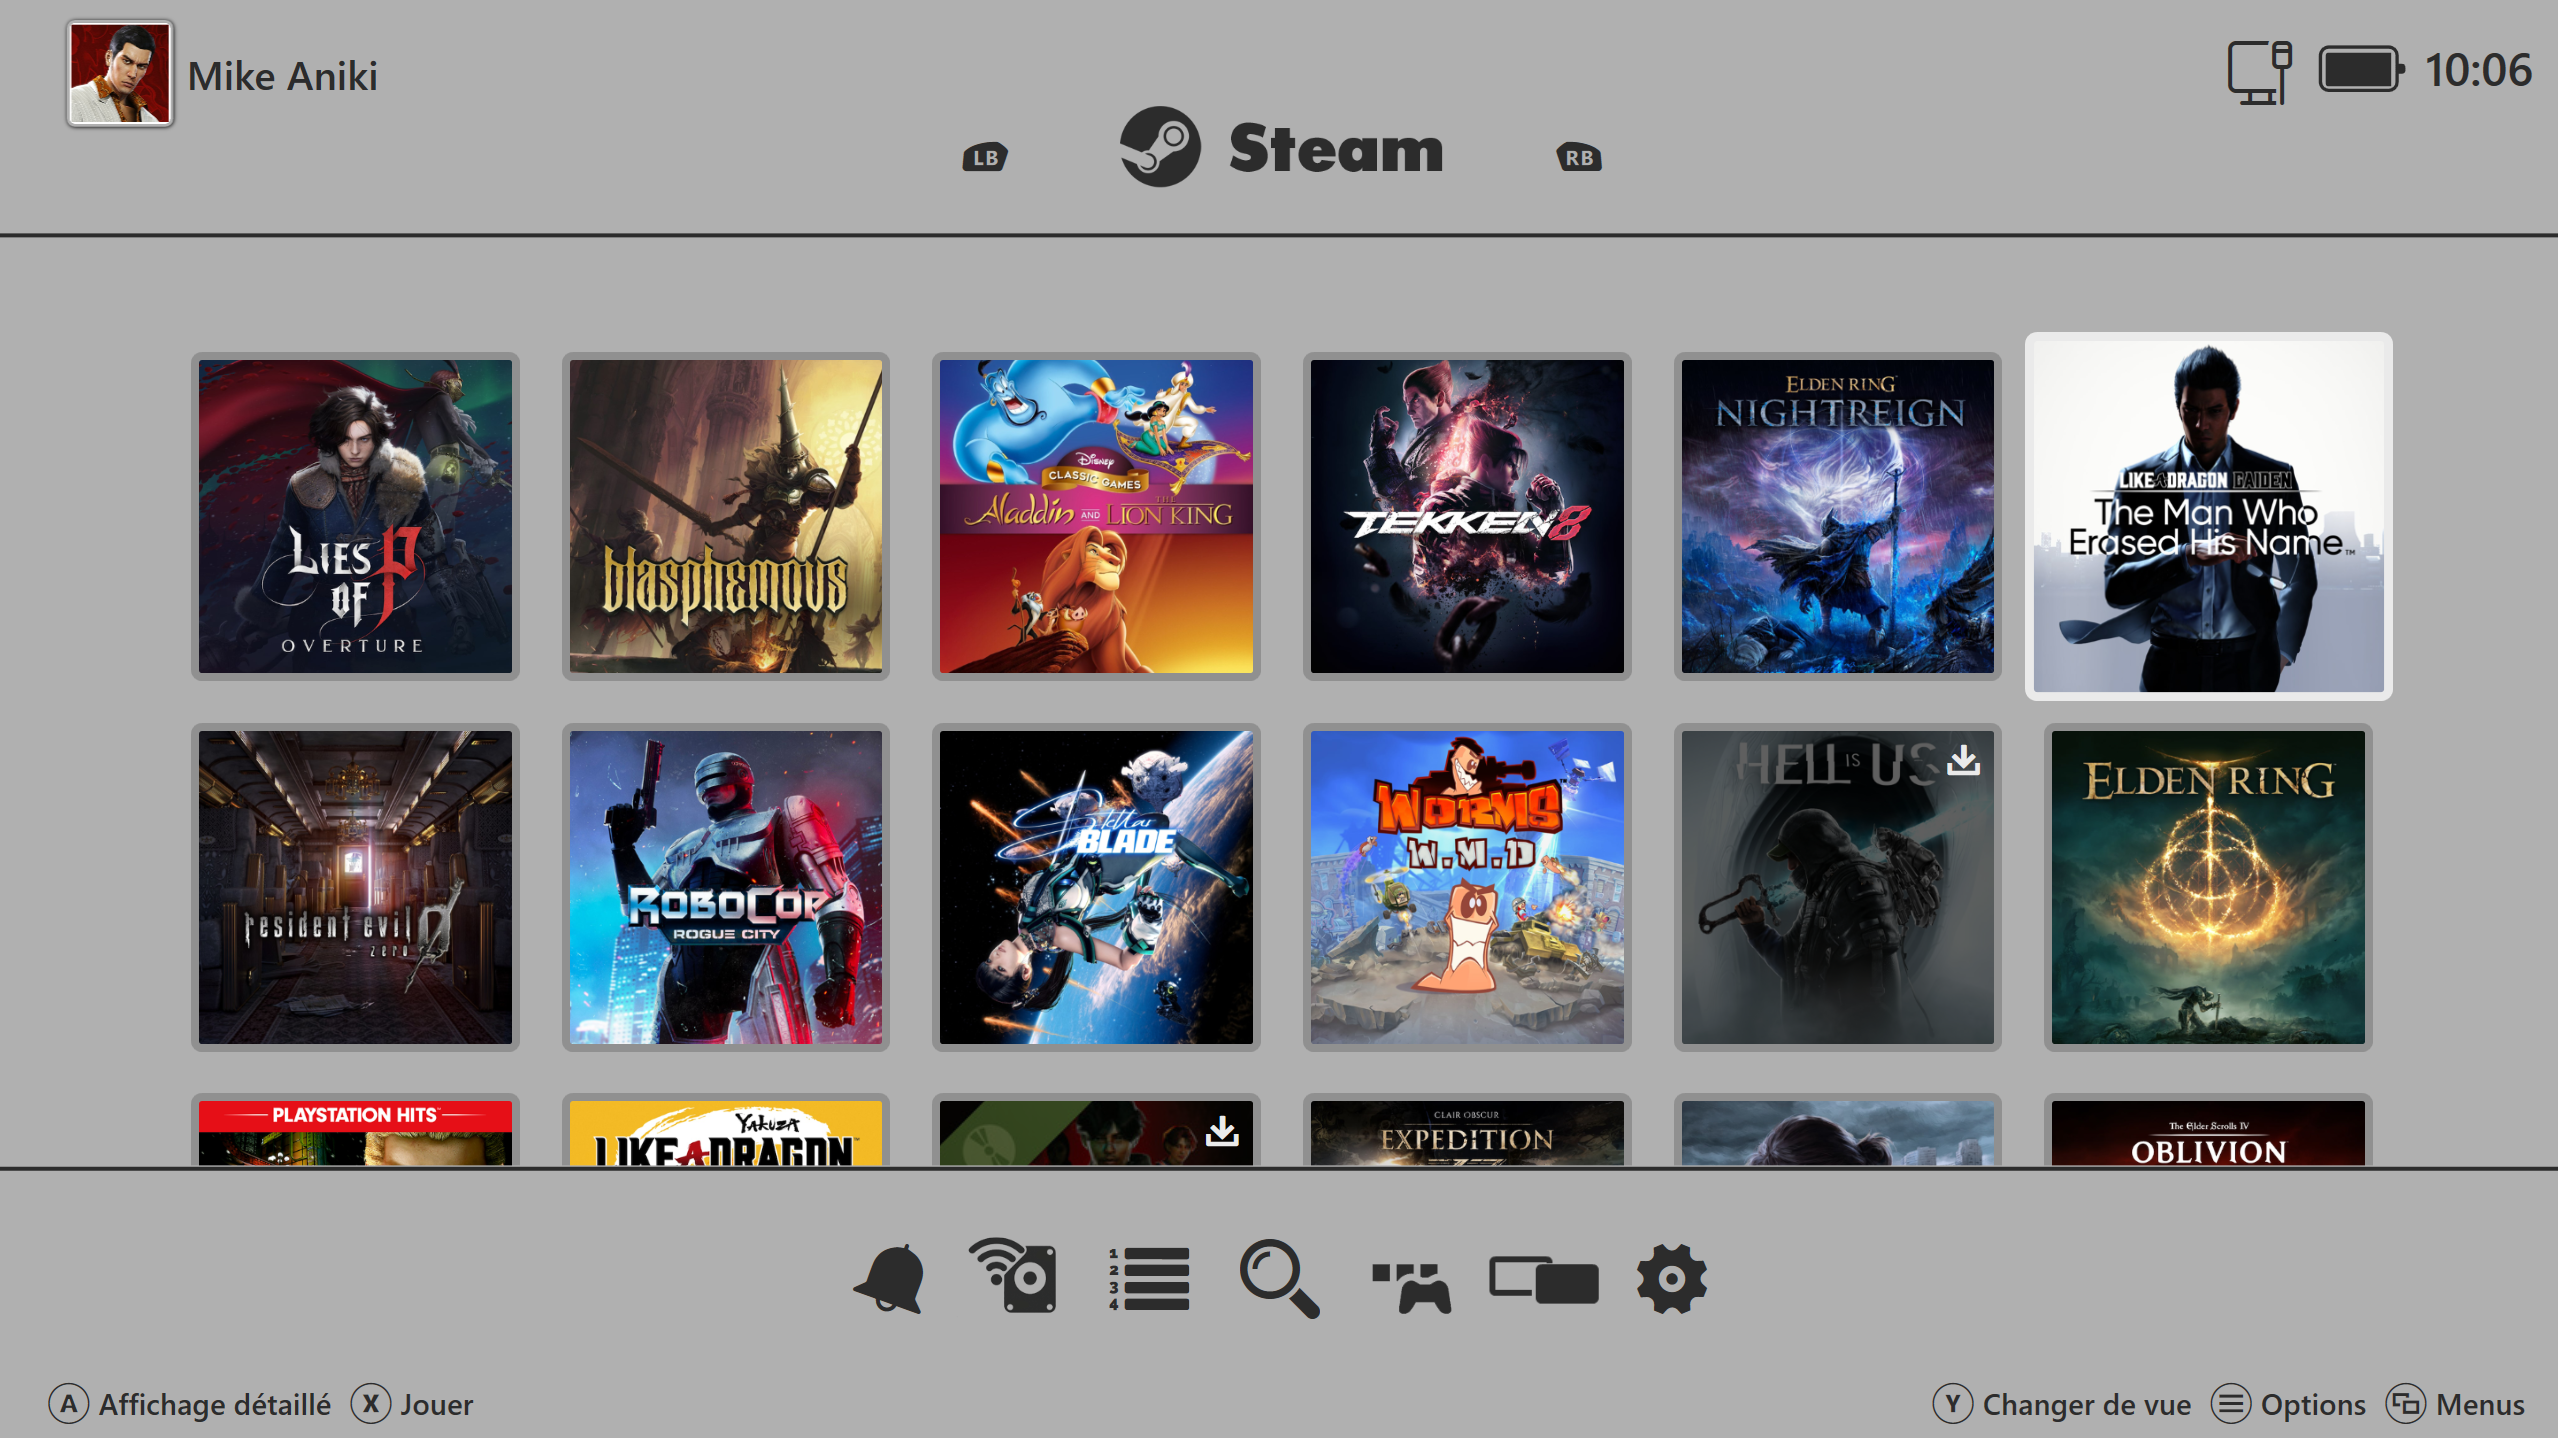 Mike Aniki
10:06
LB
Steam
RB
LIES OF P
OVERTURE
blasphemous
Disney
CLASSIC GAMES
Aladdin AND THE LION KING
TEKKEN 8
ELDEN RING
NIGHTREIGN
LIKE A DRAGON GAIDEN
The Man Who
Erased His Name™
resident evil 0
zero
ROBOCOP
ROGUE CITY
Stellar
BLADE
WORMS
W.M.D
HELL IS US
ELDEN RING
PLAYSTATION HITS
YAKUZA
LIKE A DRAGON
CLAIR OBSCUR
EXPEDITION
The Elder Scrolls IV
OBLIVION
1
2
3
4
A Affichage détaillé X Jouer
Y Changer de vue Options Menus